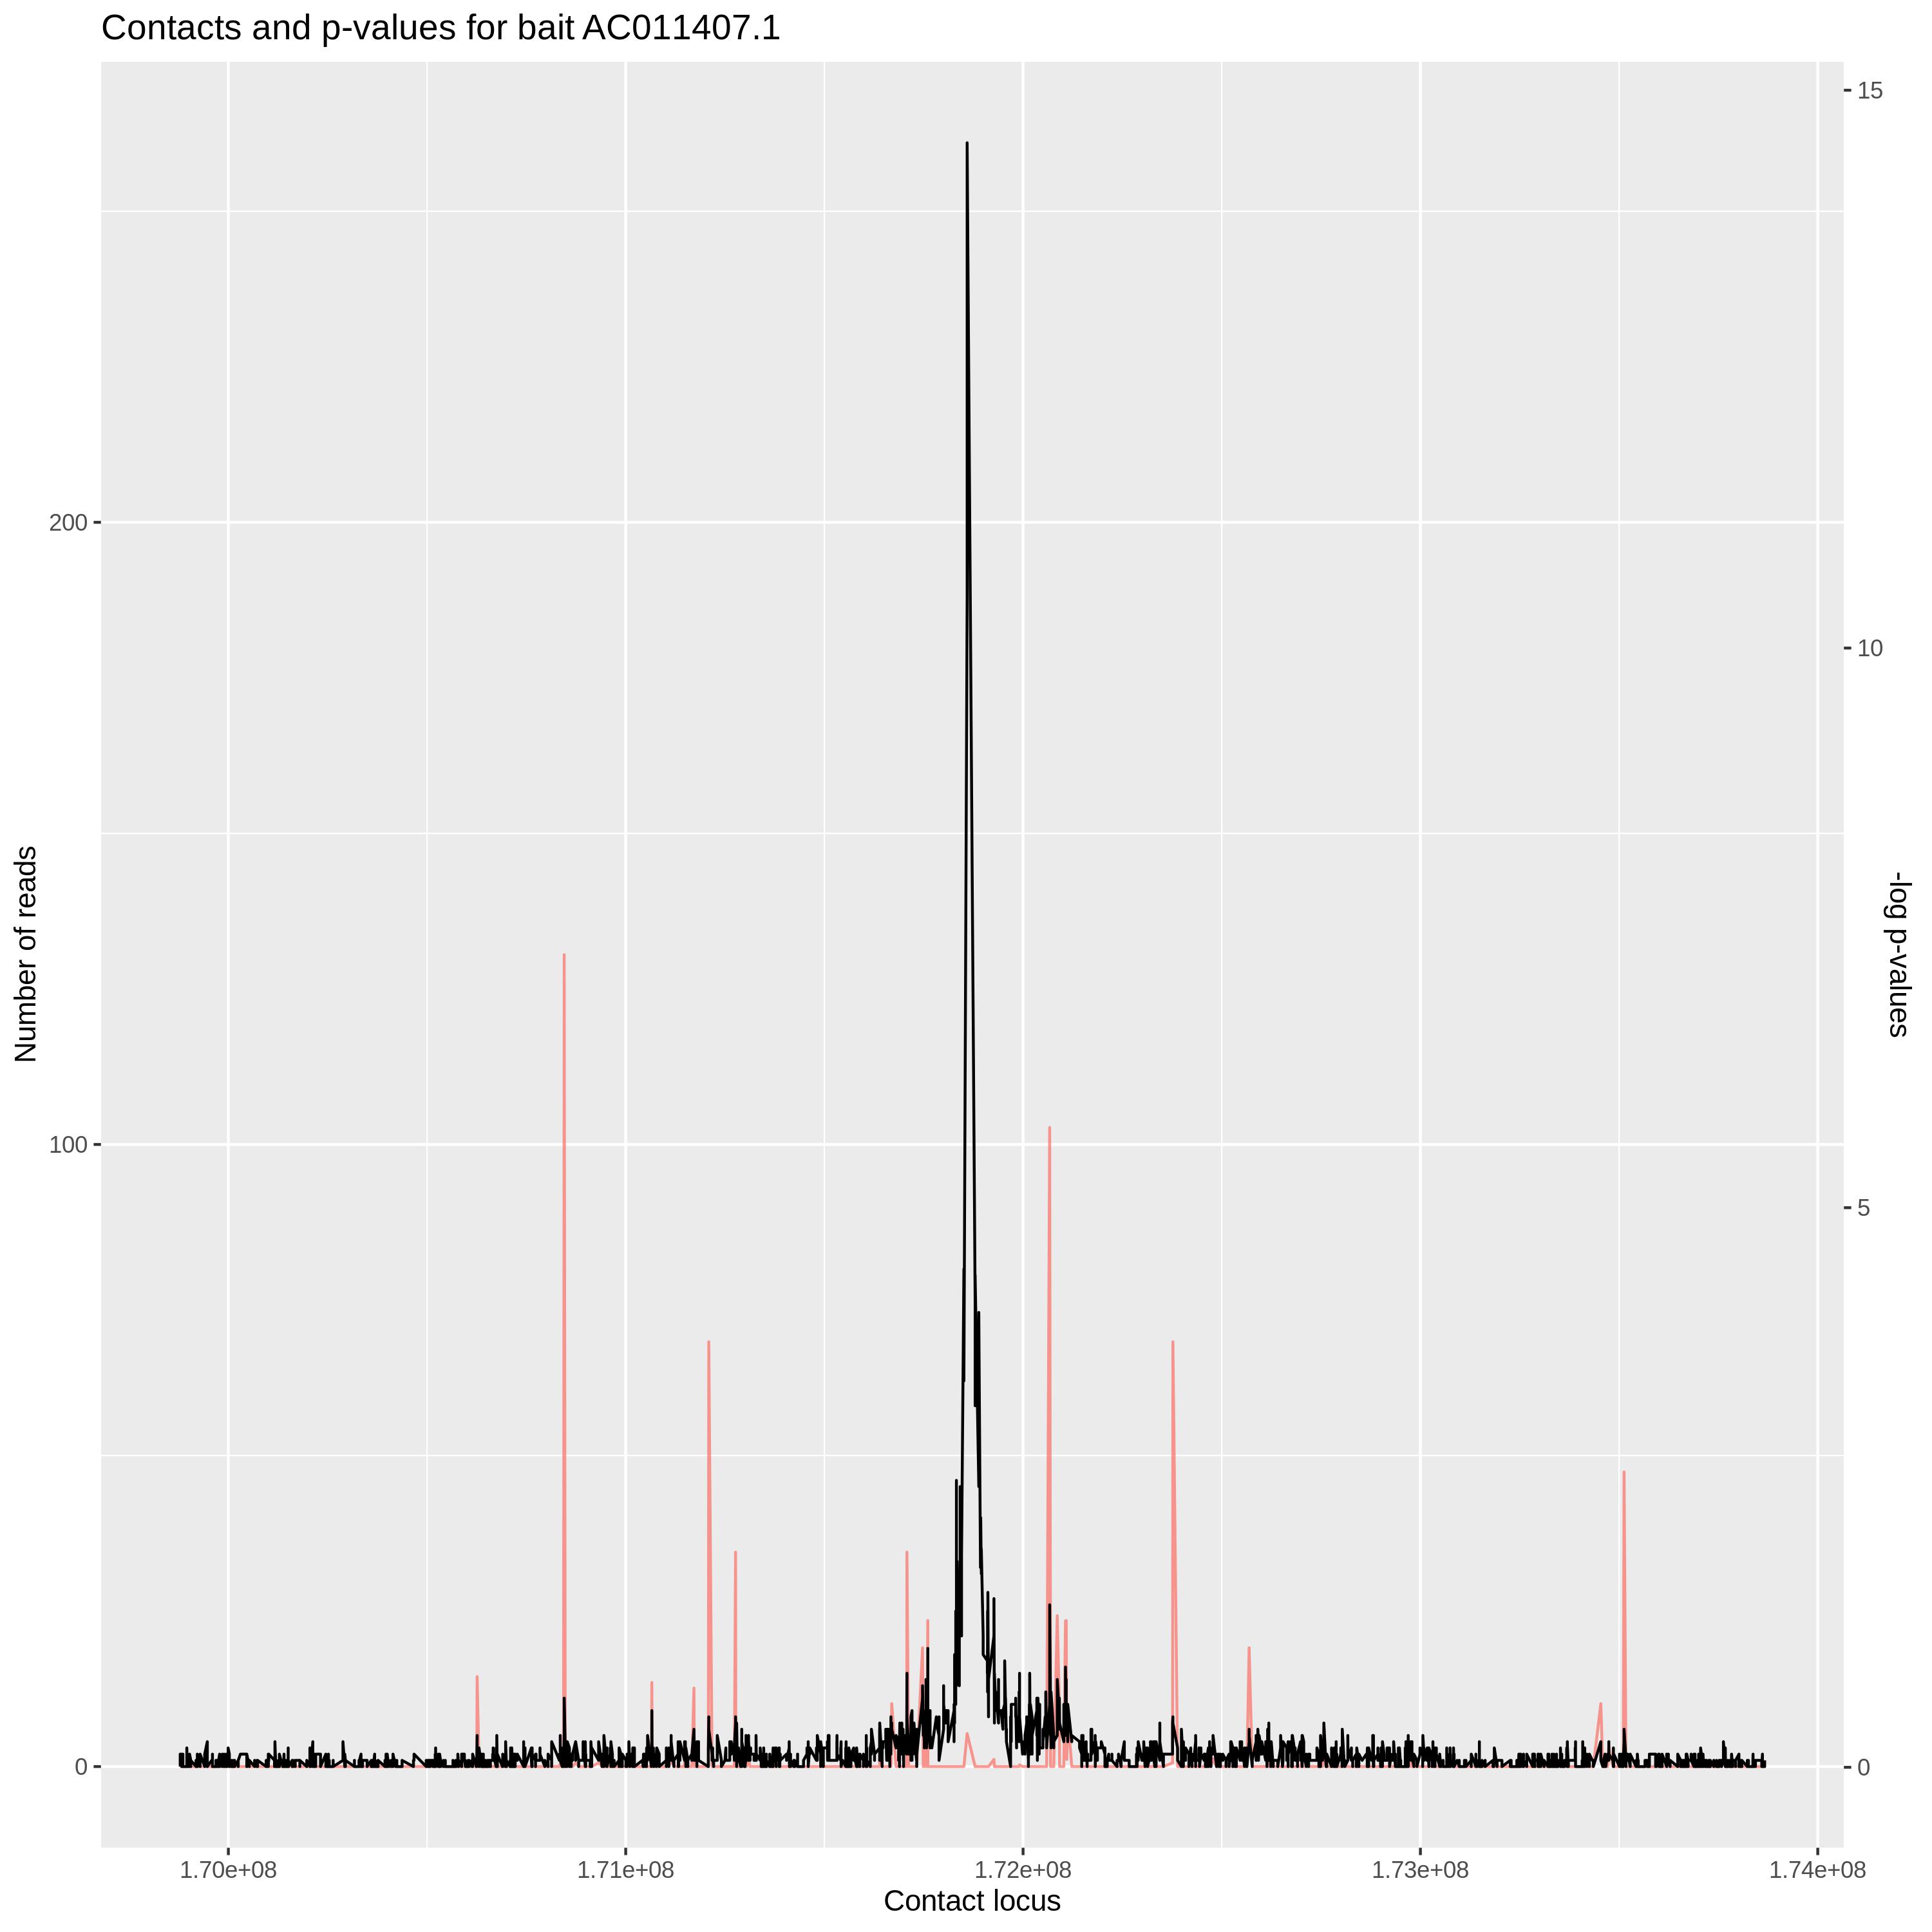 Contacts and p-values for bait AC011407.1
15
200
10
Number of reads
-log p-values
5
100
0
0
1.70e+08
1.71e+08
1.72e+08
1.73e+08
1.74e+08
Contact locus